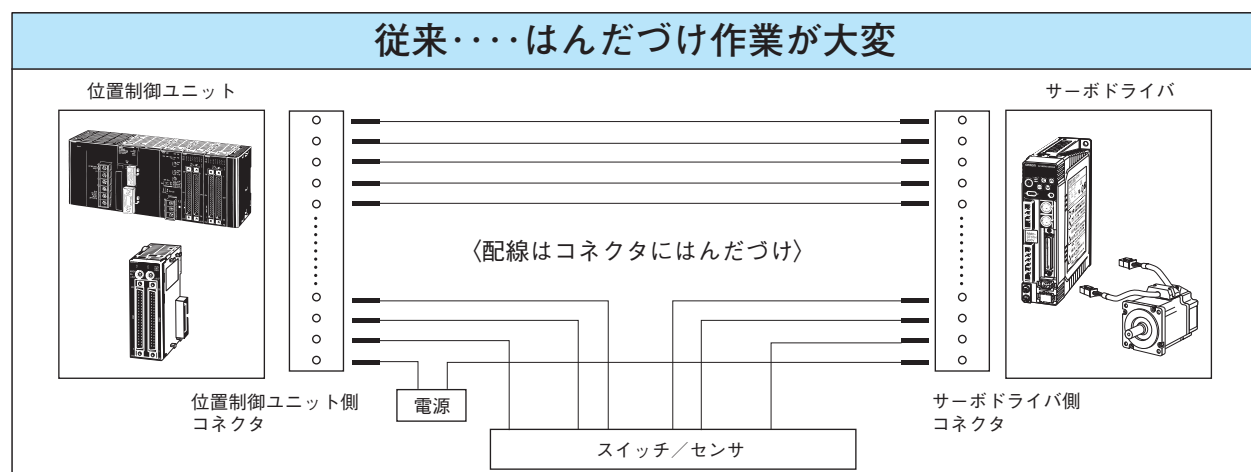 従来‥‥はんだづけ作業が大変
位置制御ユニット
サーボドライバ
〈配線はコネクタにはんだづけ〉
位置制御ユニット側
コネクタ
電源
サーボドライバ側
コネクタ
スイッチ／センサ